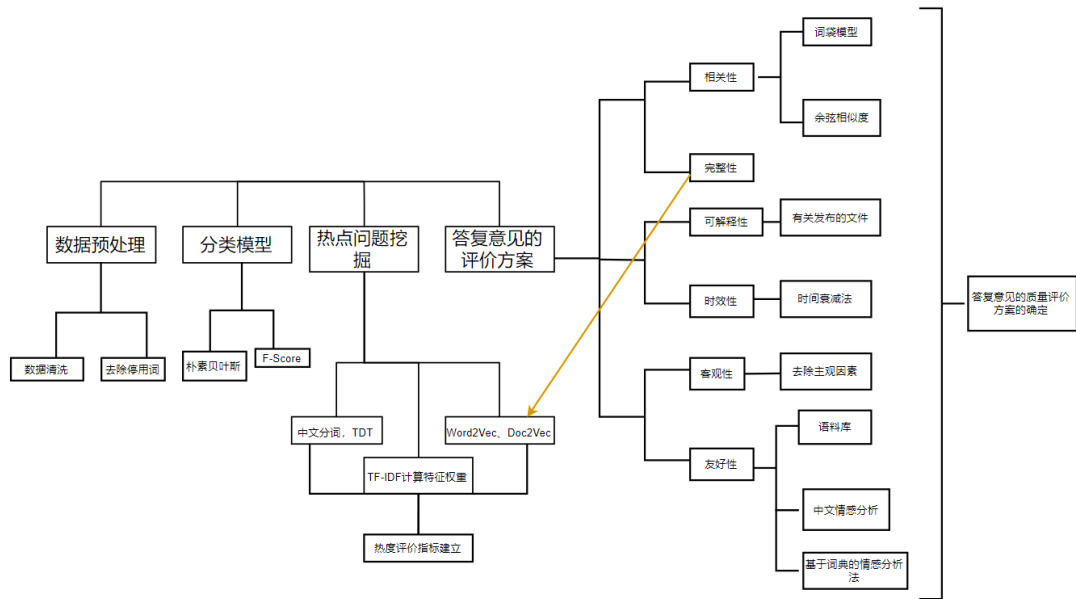 词袋模型
相关性
余弦相似度
完整性
可解释性
有关发布的文件
数据预处理
分类模型
热点问题挖
掘
答复意见的
评价方案
时效性
时间衰减法
答复意见的质量评价
方案的确定
数据清洗
去除停用词
朴素贝叶斯
F-Score
客观性
去除主观因素
中文分词，TDT
Word2Vec、Doc2Vec
语料库
友好性
TF-IDF计算特征权重
中文情感分析
热度评价指标建立
基于词典的情感分析
法